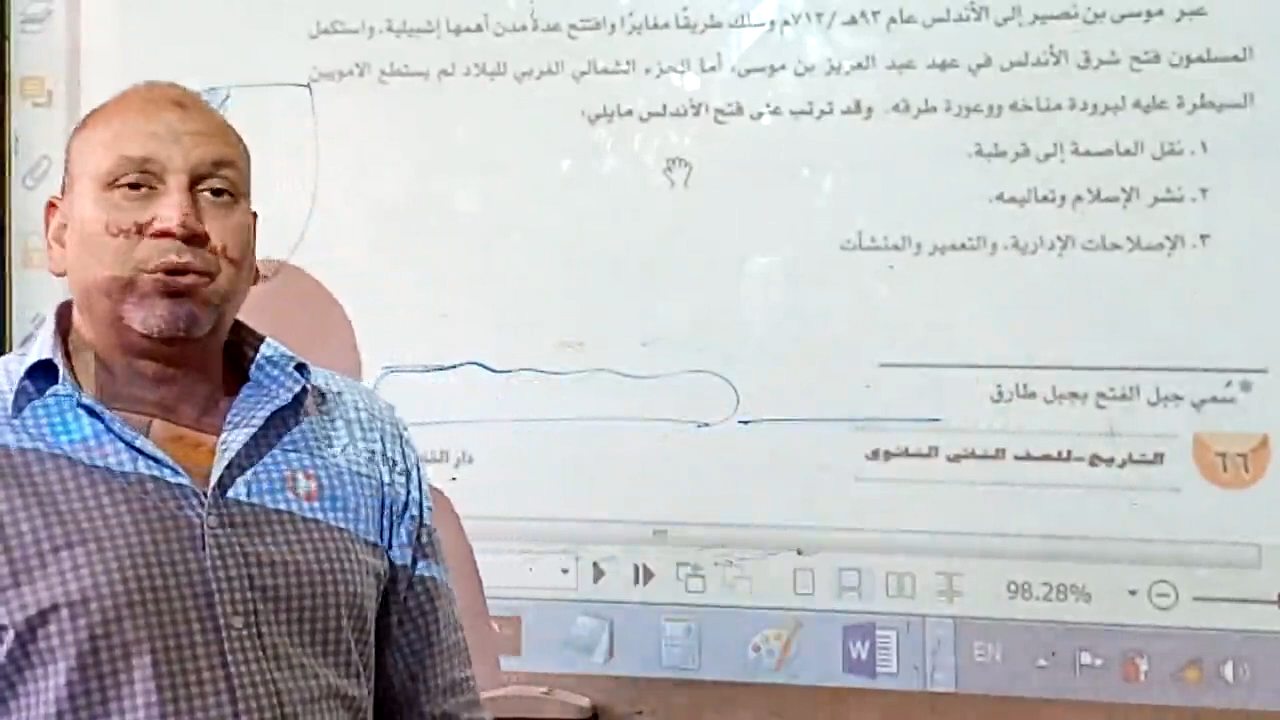 عبر موسى بن نصير إلى الأندلس عام ٩٣هـ /٧١٢م وسلك طريقًا مغايرًا وافتتح عدة مدن أهمها إشبيلية، واستكمل
المسلمون فتح شرق الأندلس في عهد عبد العزيز بن موسى، أما الجزء الشمالي الغربي للبلاد لم يستطع الامويين
السيطرة عليه لبرودة مناخه ووعورة طرقه. وقد ترتب على فتح الأندلس مايلي:
١. نقل العاصمة إلى قرطبة.
٢. نشر الإسلام وتعاليمه.
٣. الإصلاحات الإدارية، والتعمير والمنشآت
*سُمي جبل الفتح بجبل طارق
٦٦ التاريخ-للصف الثاني الثانوي
دار
98.28%
W EN